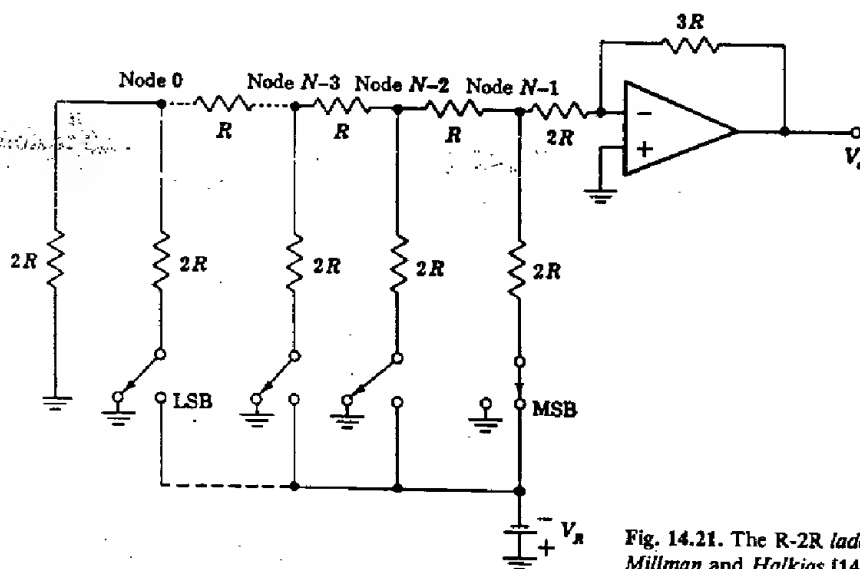 3R
Node 0
Node N-3
Node N-2
Node N-1
R
R
R
2R
−
+
2R
2R
2R
2R
2R
LSB
MSB
−
V_R
+
Fig. 14.21. The R-2R
Millman and Halkias